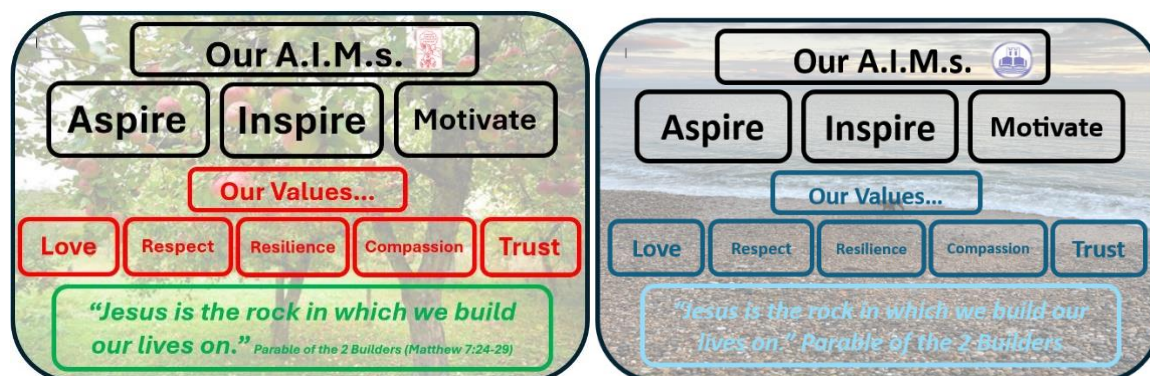 Our A.I.M.s.
Aspire
Inspire
Motivate
Our Values...
Love
Respect
Resilience
Compassion
Trust
“Jesus is the rock in which we build
our lives on.” Parable of the 2 Builders (Matthew 7:24-29)
Our A.I.M.s.
Aspire
Inspire
Motivate
Our Values...
Love
Respect
Resilience
Compassion
Trust
“Jesus is the rock in which we build our
lives on.” Parable of the 2 Builders